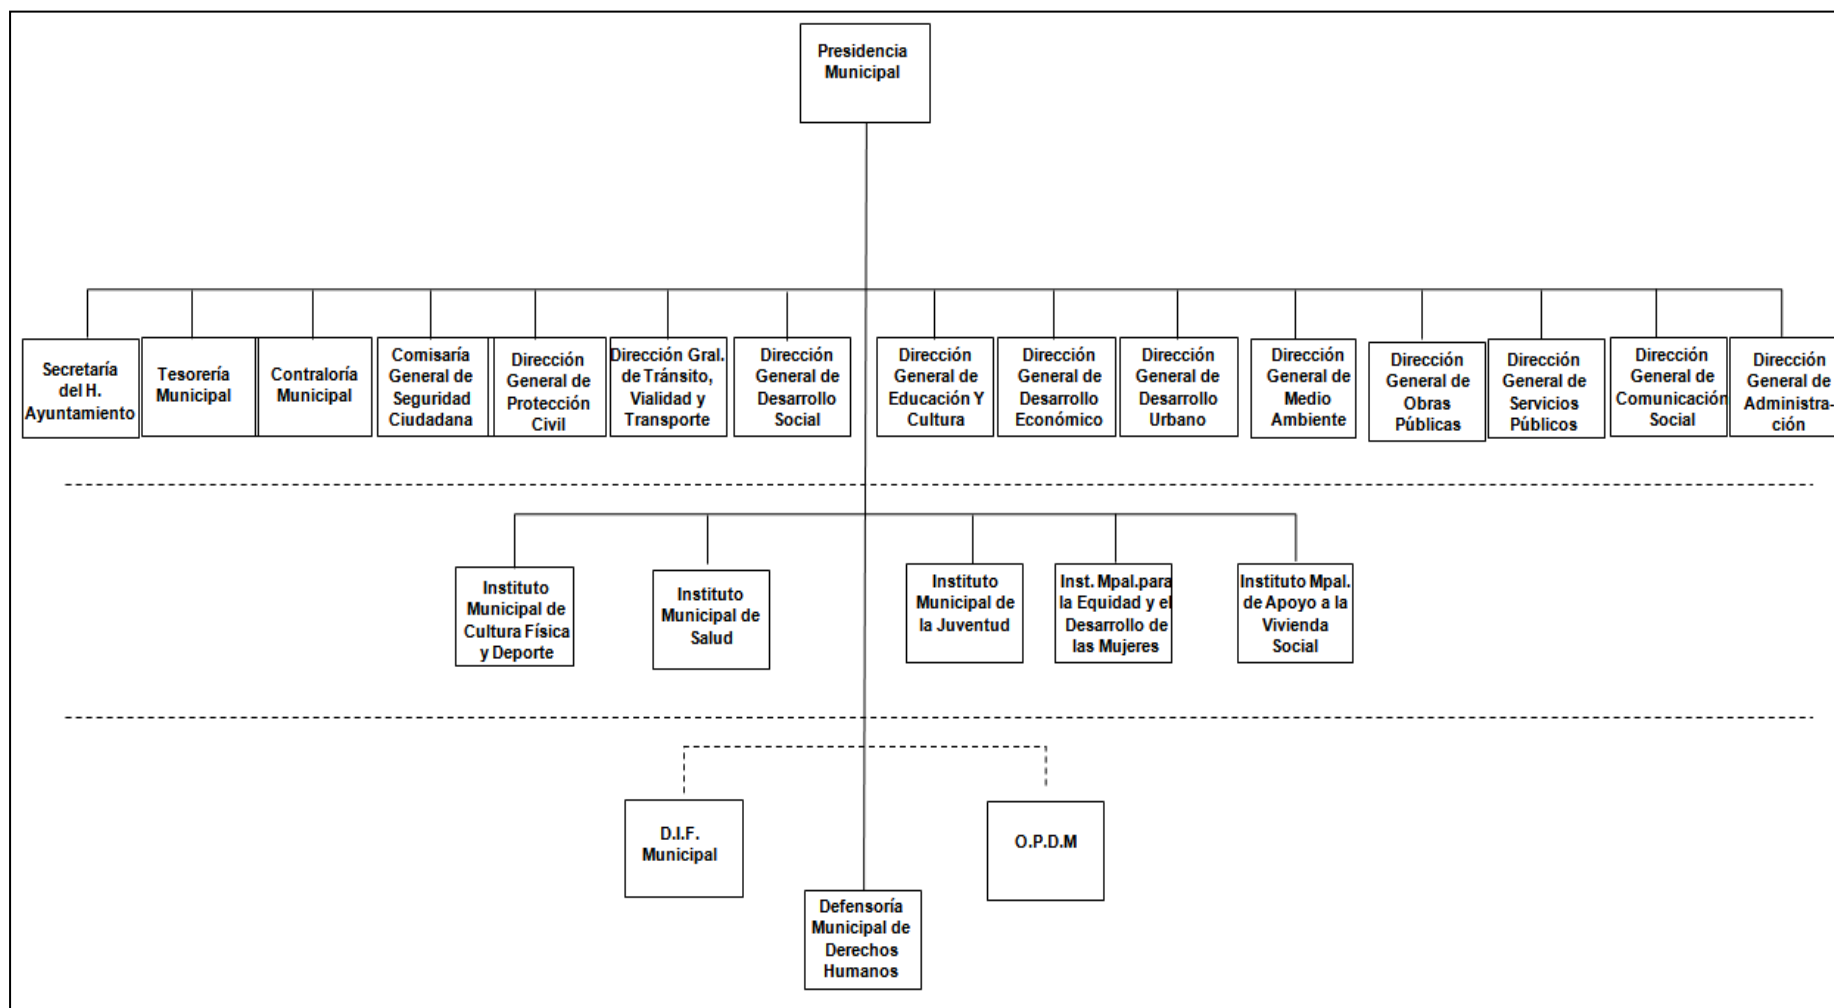 Presidencia
Municipal
Secretaría
del H.
Ayuntamiento
Tesorería
Municipal
Contraloría
Municipal
Comisaría
General de
Seguridad
Ciudadana
Dirección
General de
Protección
Civil
Dirección Gral.
de Tránsito,
Vialidad y
Transporte
Dirección
General de
Desarrollo
Social
Dirección
General de
Educación Y
Cultura
Dirección
General de
Desarrollo
Económico
Dirección
General de
Desarrollo
Urbano
Dirección
General de
Medio
Ambiente
Dirección
General de
Obras
Públicas
Dirección
General de
Servicios
Públicos
Dirección
General de
Comunicación
Social
Dirección
General de
Administra-
ción
Instituto
Municipal de
Cultura Física
y Deporte
Instituto
Municipal de
Salud
Instituto
Municipal de
la Juventud
Inst. Mpal.para
la Equidad y el
Desarrollo de
las Mujeres
Instituto Mpal.
de Apoyo a la
Vivienda
Social
D.I.F.
Municipal
O.P.D.M
Defensoría
Municipal de
Derechos
Humanos